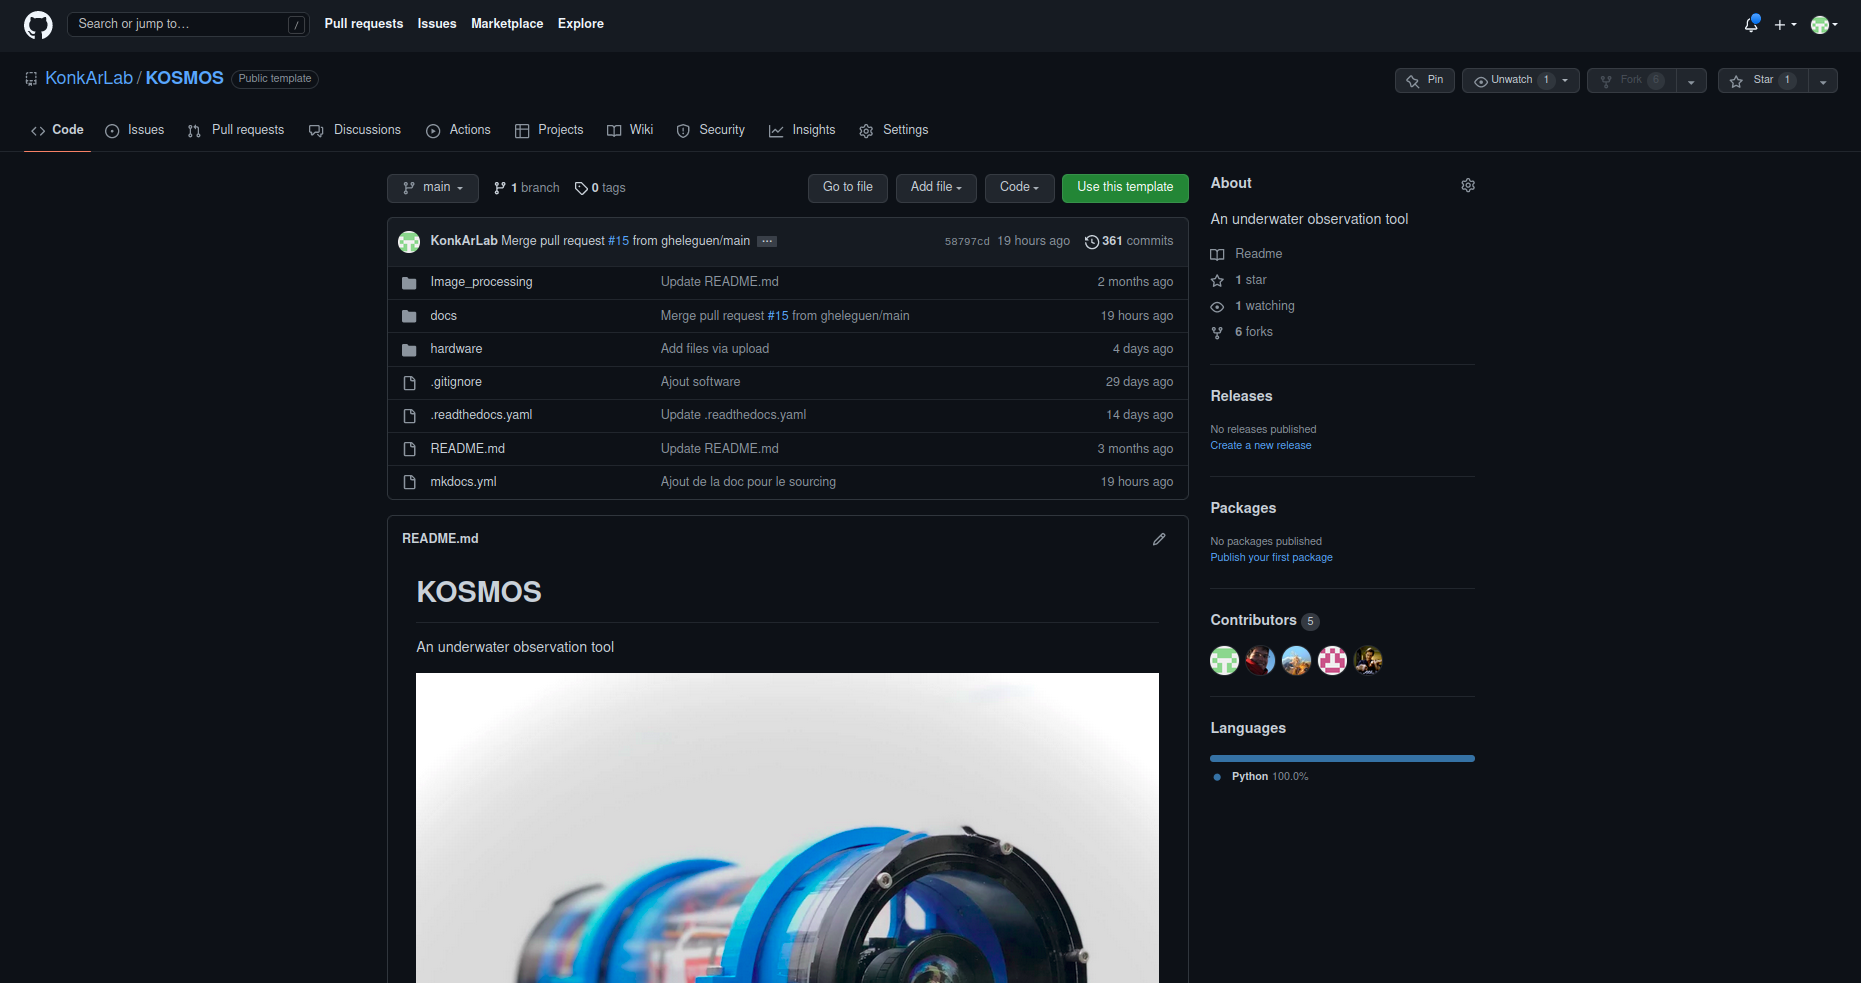 Search or jump to… /
Pull requests Issues Marketplace Explore
KonkArLab / KOSMOS Public template
Pin Unwatch 1 Fork 6 Star 1
Code Issues Pull requests Discussions Actions Projects Wiki Security Insights Settings
main 1 branch 0 tags Go to file Add file Code Use this template
KonkArLab Merge pull request #15 from gheleguen/main ... 58797cd 19 hours ago 361 commits
Image_processing Update README.md 2 months ago
docs Merge pull request #15 from gheleguen/main 19 hours ago
hardware Add files via upload 4 days ago
.gitignore Ajout software 29 days ago
.readthedocs.yaml Update .readthedocs.yaml 14 days ago
README.md Update README.md 3 months ago
mkdocs.yml Ajout de la doc pour le sourcing 19 hours ago
README.md
KOSMOS
An underwater observation tool
About
An underwater observation tool
Readme
1 star
1 watching
6 forks
Releases
No releases published
Create a new release
Packages
No packages published
Publish your first package
Contributors 5
Languages
Python 100.0%